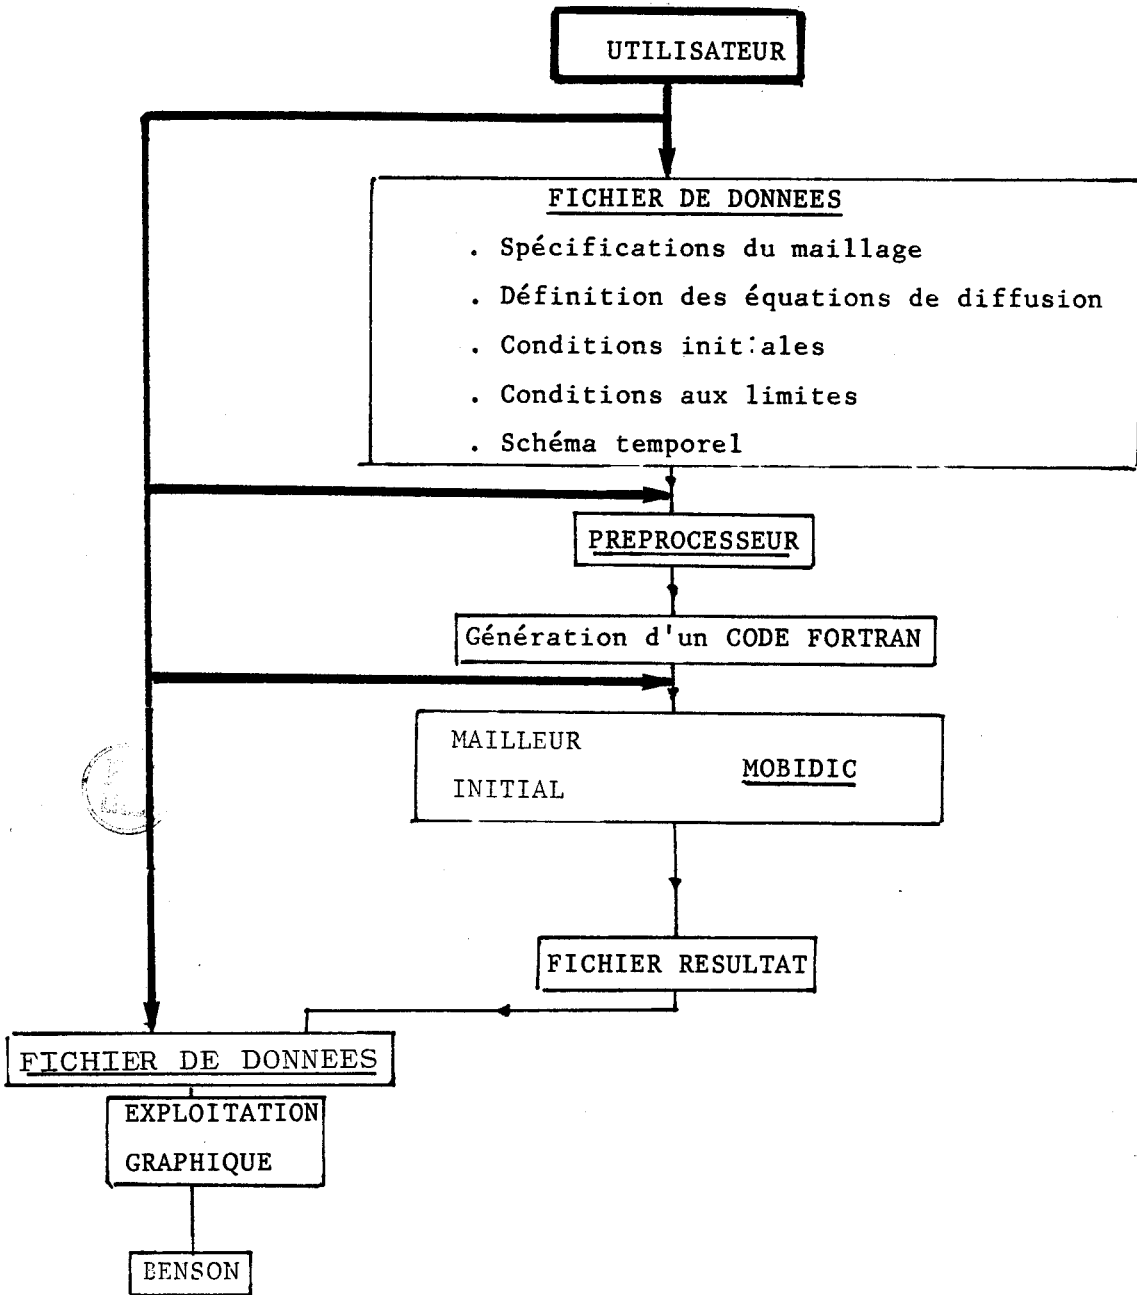 UTILISATEUR
FICHIER DE DONNEES
. Spécifications du maillage
. Définition des équations de diffusion
. Conditions initiales
. Conditions aux limites
. Schéma temporel
PREPROCESSEUR
Génération d'un CODE FORTRAN
MAILLEUR
INITIAL
MOBIDIC
FICHIER RESULTAT
FICHIER DE DONNEES
EXPLOITATION
GRAPHIQUE
BENSON